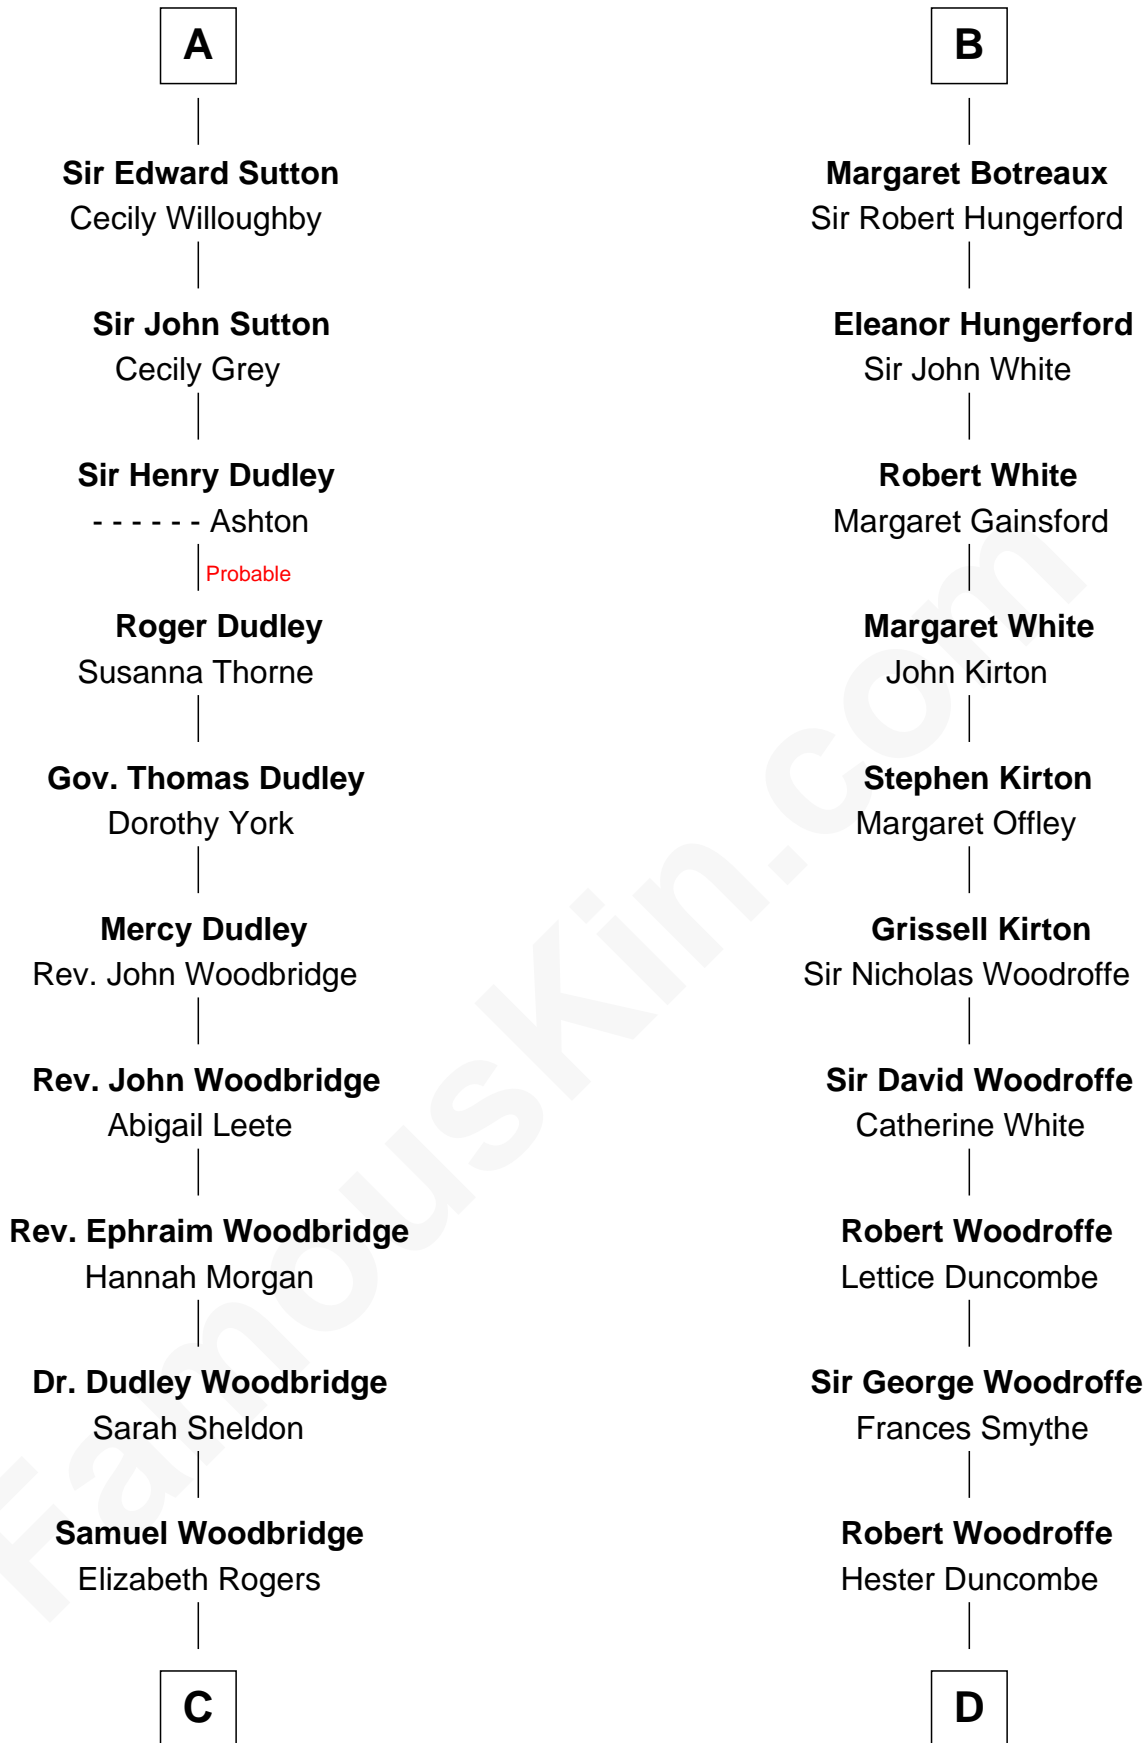 A
Sir Edward Sutton
Cecily Willoughby
Sir John Sutton
Cecily Grey
Sir Henry Dudley
- - - - - - Ashton
Probable
Roger Dudley
Susanna Thorne
Gov. Thomas Dudley
Dorothy York
Mercy Dudley
Rev. John Woodbridge
Rev. John Woodbridge
Abigail Leete
Rev. Ephraim Woodbridge
Hannah Morgan
Dr. Dudley Woodbridge
Sarah Sheldon
Samuel Woodbridge
Elizabeth Rogers
C
B
Margaret Botreaux
Sir Robert Hungerford
Eleanor Hungerford
Sir John White
Robert White
Margaret Gainsford
Margaret White
John Kirton
Stephen Kirton
Margaret Offley
Grissell Kirton
Sir Nicholas Woodroffe
Sir David Woodroffe
Catherine White
Robert Woodroffe
Lettice Duncombe
Sir George Woodroffe
Frances Smythe
Robert Woodroffe
Hester Duncombe
D
FamousKin.com